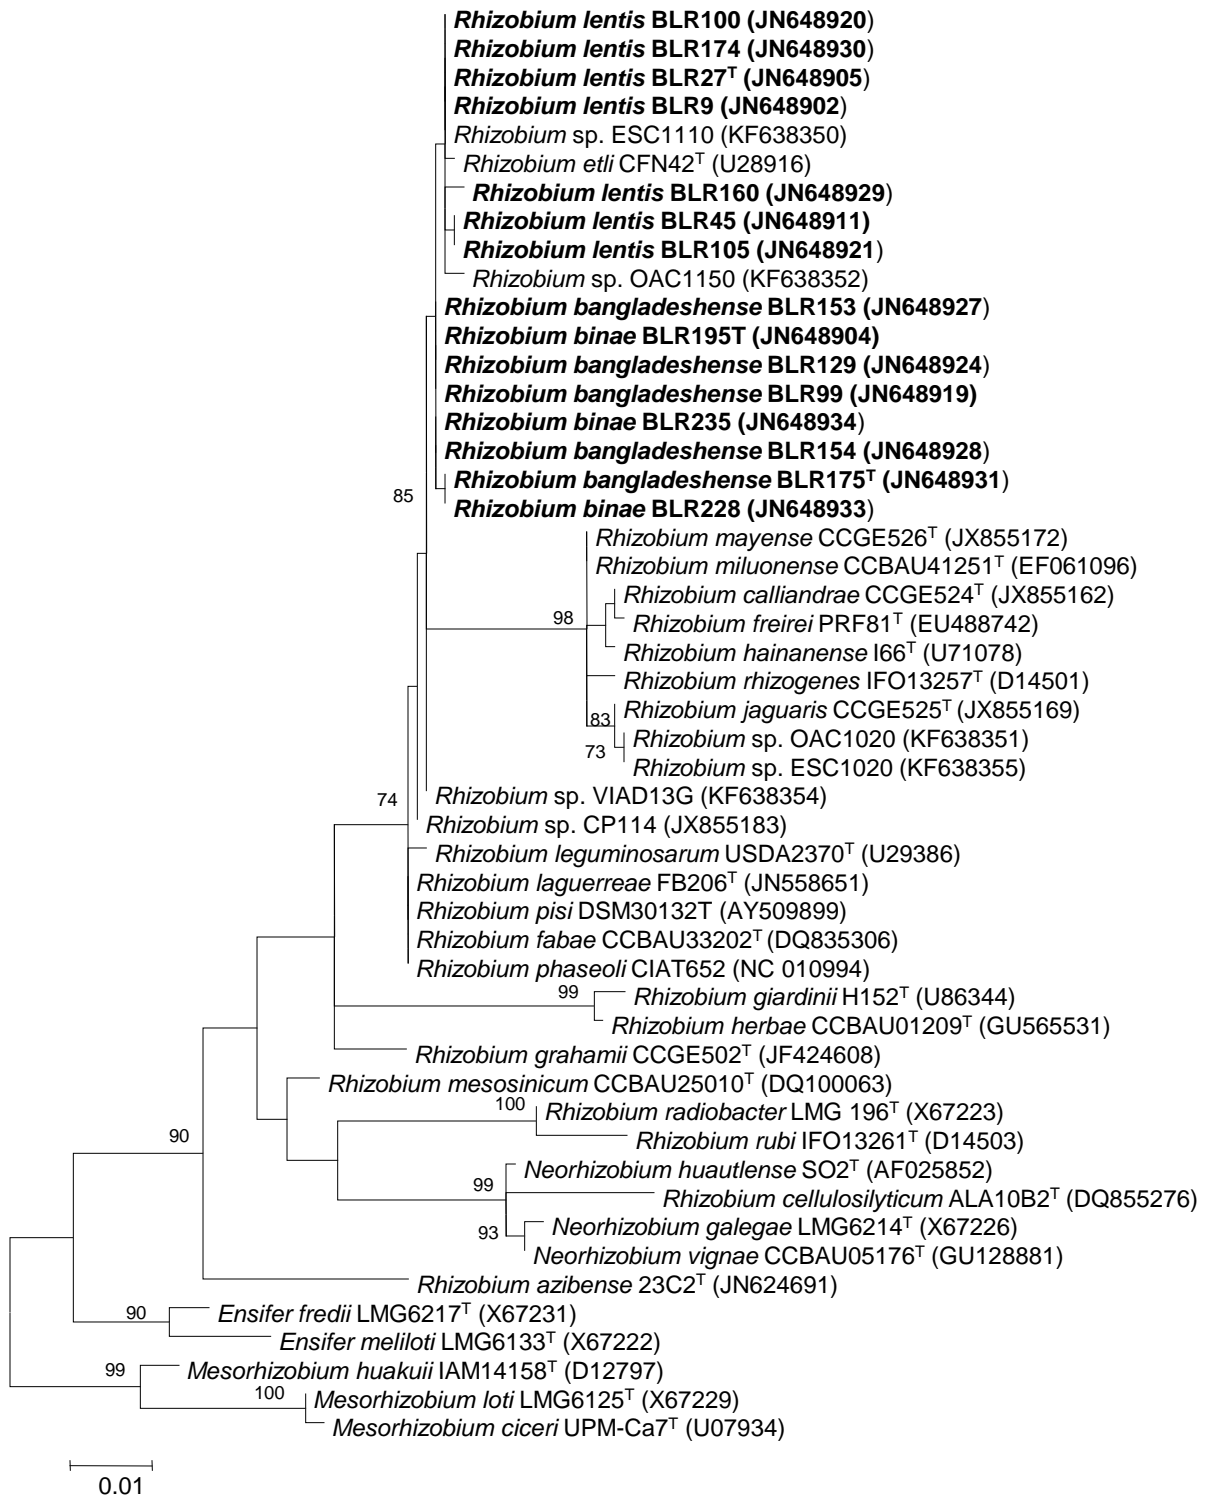 Rhizobium lentis BLR100 (JN648920)
Rhizobium lentis BLR174 (JN648930)
Rhizobium lentis BLR27ᵀ (JN648905)
Rhizobium lentis BLR9 (JN648902)
Rhizobium sp. ESC1110 (KF638350)
Rhizobium etli CFN42ᵀ (U28916)
Rhizobium lentis BLR160 (JN648929)
Rhizobium lentis BLR45 (JN648911)
Rhizobium lentis BLR105 (JN648921)
Rhizobium sp. OAC1150 (KF638352)
Rhizobium bangladeshense BLR153 (JN648927)
Rhizobium binae BLR195T (JN648904)
Rhizobium bangladeshense BLR129 (JN648924)
Rhizobium bangladeshense BLR99 (JN648919)
Rhizobium binae BLR235 (JN648934)
Rhizobium bangladeshense BLR154 (JN648928)
Rhizobium bangladeshense BLR175ᵀ (JN648931)
85
Rhizobium binae BLR228 (JN648933)
Rhizobium mayense CCGE526ᵀ (JX855172)
Rhizobium miluonense CCBAU41251ᵀ (EF061096)
Rhizobium calliandrae CCGE524ᵀ (JX855162)
98
Rhizobium freirei PRF81ᵀ (EU488742)
Rhizobium hainanense I66ᵀ (U71078)
Rhizobium rhizogenes IFO13257ᵀ (D14501)
Rhizobium jaguaris CCGE525ᵀ (JX855169)
83
Rhizobium sp. OAC1020 (KF638351)
73
Rhizobium sp. ESC1020 (KF638355)
74
Rhizobium sp. VIAD13G (KF638354)
Rhizobium sp. CP114 (JX855183)
Rhizobium leguminosarum USDA2370ᵀ (U29386)
Rhizobium laguerreae FB206ᵀ (JN558651)
Rhizobium pisi DSM30132T (AY509899)
Rhizobium fabae CCBAU33202ᵀ (DQ835306)
Rhizobium phaseoli CIAT652 (NC 010994)
99
Rhizobium giardinii H152ᵀ (U86344)
Rhizobium herbae CCBAU01209ᵀ (GU565531)
Rhizobium grahamii CCGE502ᵀ (JF424608)
Rhizobium mesosinicum CCBAU25010ᵀ (DQ100063)
100
Rhizobium radiobacter LMG 196ᵀ (X67223)
90
Rhizobium rubi IFO13261ᵀ (D14503)
Neorhizobium huautlense SO2ᵀ (AF025852)
99
Rhizobium cellulosilyticum ALA10B2ᵀ (DQ855276)
Neorhizobium galegae LMG6214ᵀ (X67226)
93
Neorhizobium vignae CCBAU05176ᵀ (GU128881)
Rhizobium azibense 23C2ᵀ (JN624691)
90
Ensifer fredii LMG6217ᵀ (X67231)
Ensifer meliloti LMG6133ᵀ (X67222)
99
Mesorhizobium huakuii IAM14158ᵀ (D12797)
100
Mesorhizobium loti LMG6125ᵀ (X67229)
Mesorhizobium ciceri UPM-Ca7ᵀ (U07934)
0.01